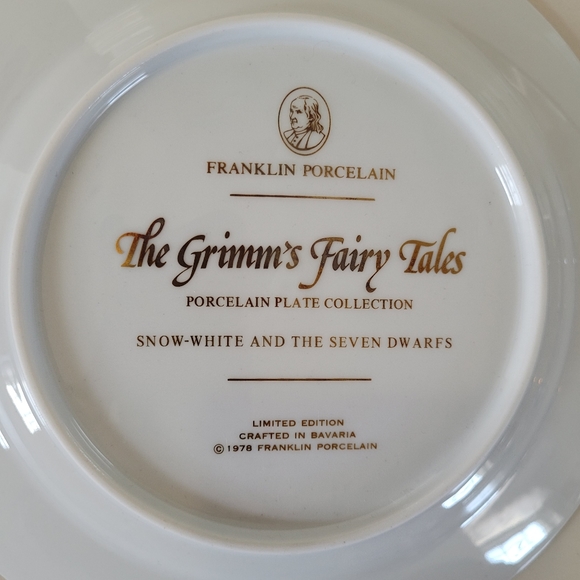 FRANKLIN PORCELAIN
The Grimm's Fairy Tales
PORCELAIN PLATE COLLECTION
SNOW-WHITE AND THE SEVEN DWARFS
LIMITED EDITION
CRAFTED IN BAVARIA
© 1978 FRANKLIN PORCELAIN